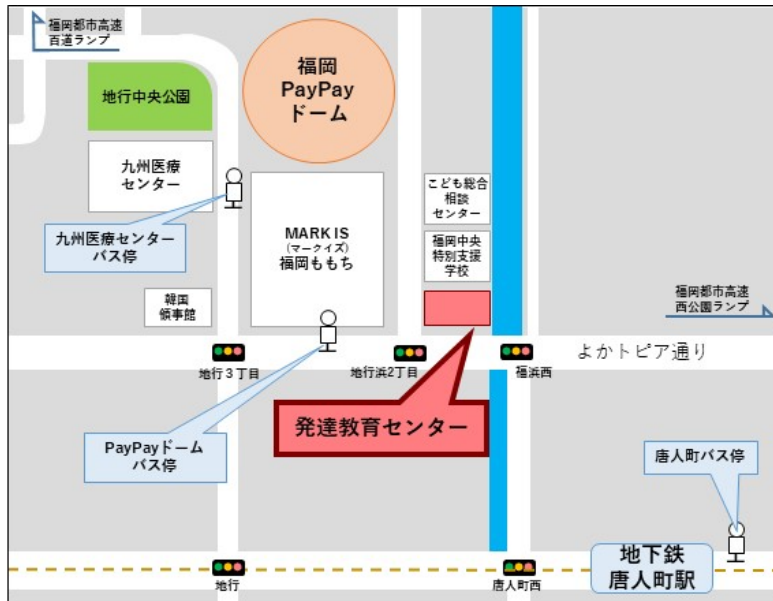 福岡都市高速
百道ランプ
福岡
PayPay
ドーム
地行中央公園
九州医療
センター
こども総合
相談
センター
MARK IS
(マークイズ)
福岡ももち
福岡中央
特別支援
学校
九州医療センター
バス停
韓国
領事館
福岡都市高速
西公園ランプ
よかトピア通り
地行3丁目
地行浜2丁目
福浜西
発達教育センター
PayPayドーム
バス停
唐人町バス停
地下鉄
唐人町駅
地行
唐人町西